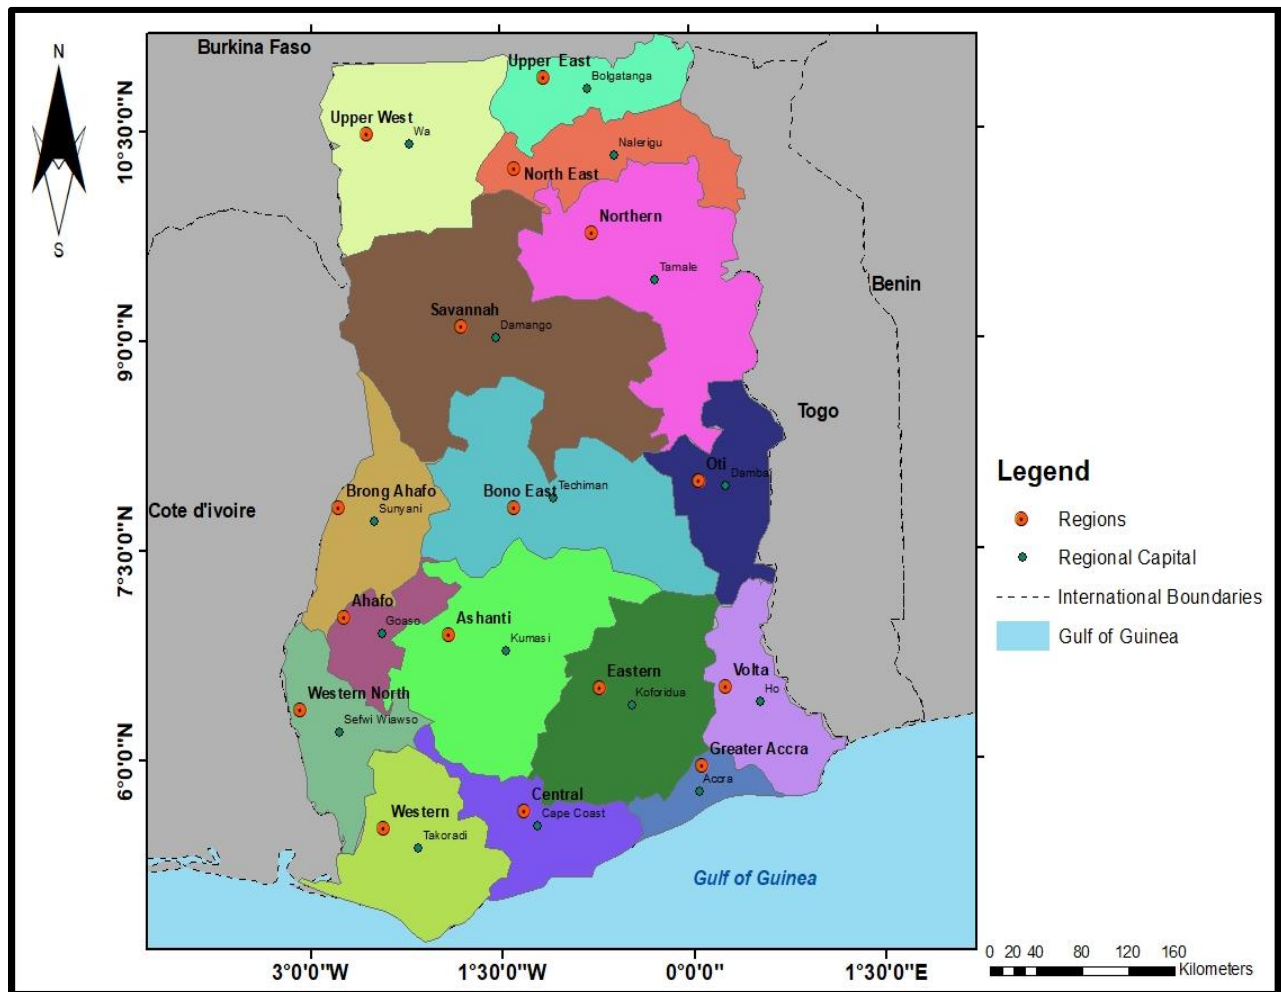 N
S
Burkina Faso
Upper East
Bolgatanga
Upper West
Wa
Nalerigu
North East
Northern
Tamale
Benin
Savannah
Damango
Togo
Oti
Damba
Brong Ahafo
Sunyani
Bono East
Techiman
Cote d'ivoire
Ahafo
Goaso
Ashanti
Kumasi
Eastern
Koforidua
Volta
Ho
Western North
Sefwi Wiawso
Greater Accra
Accra
Central
Cape Coast
Western
Takoradi
Gulf of Guinea
10°30'0"N
9°0'0"N
7°30'0"N
6°0'0"N
3°0'0"W
1°30'0"W
0°0'0"
1°30'0"E
Legend
Regions
Regional Capital
International Boundaries
Gulf of Guinea
0 20 40 80 120 160
Kilometers